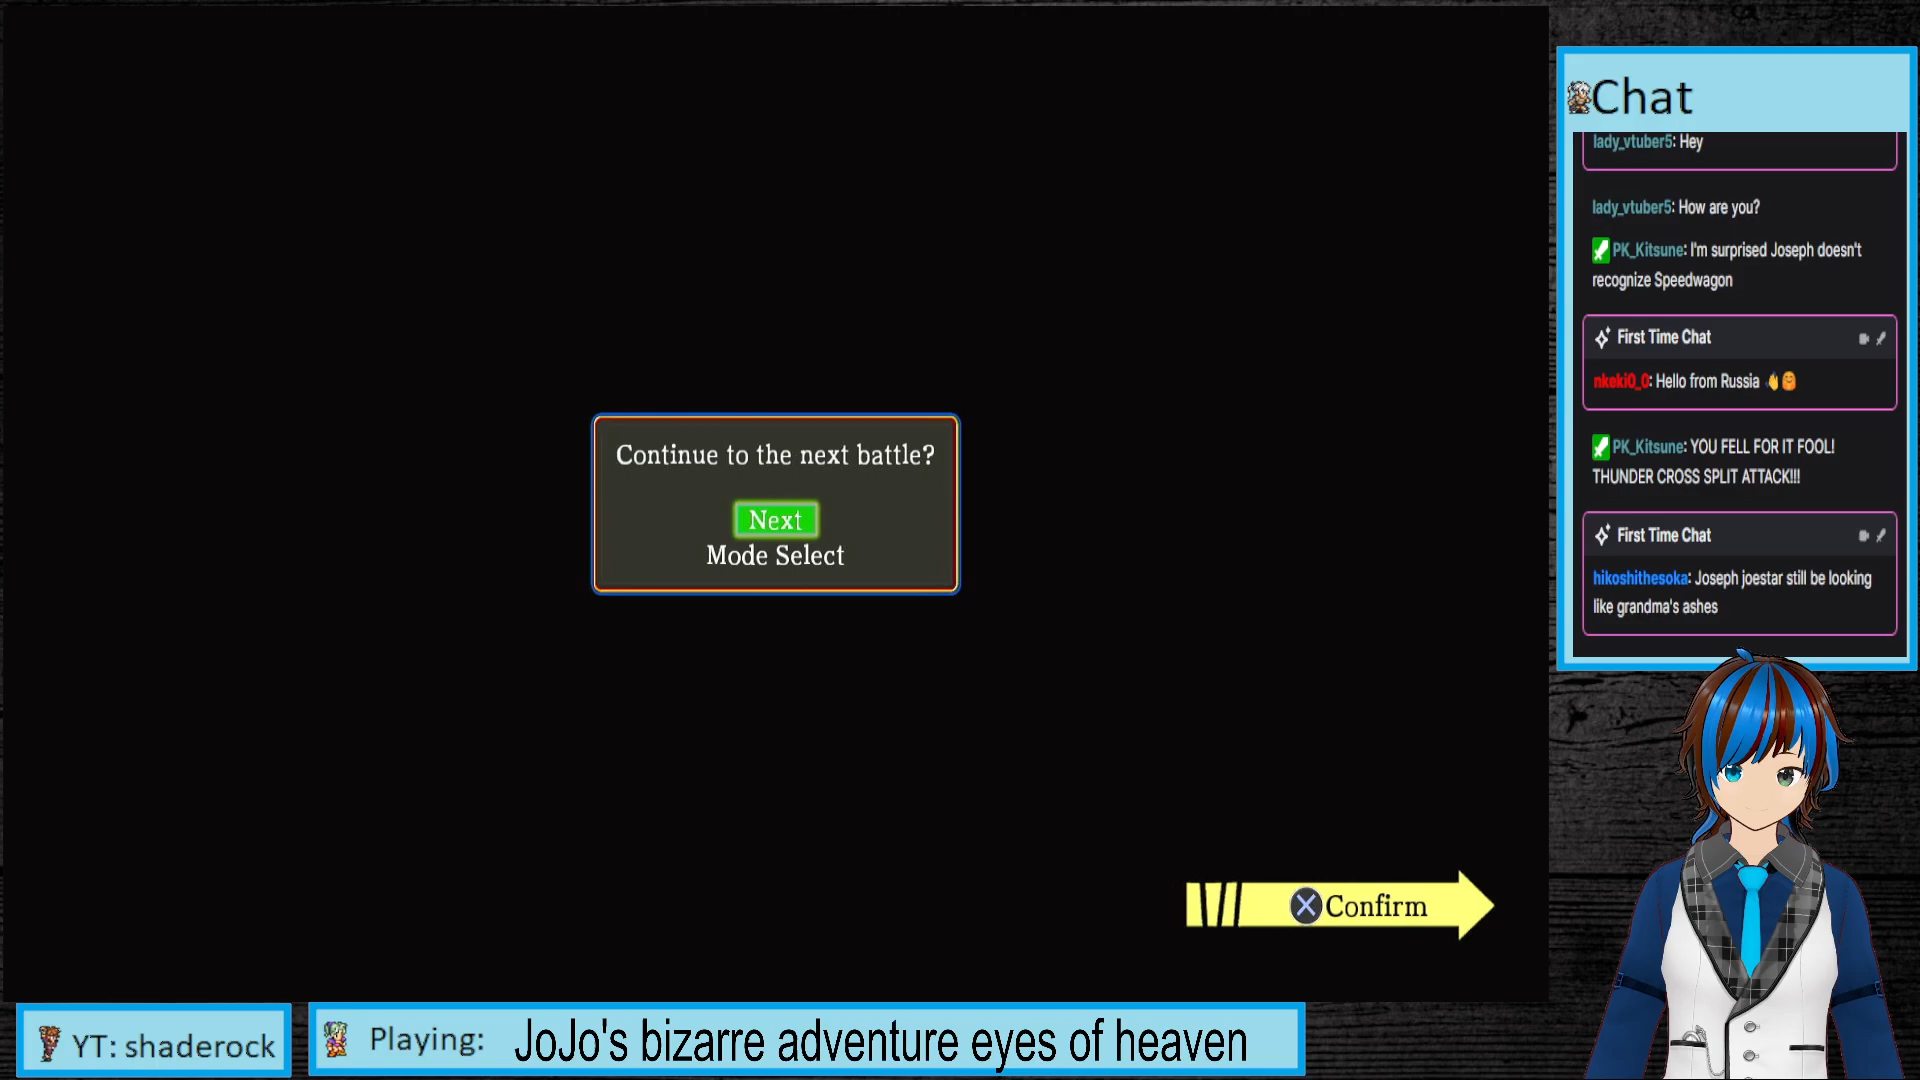 Continue to the next battle?
Next
Mode Select
Confirm
Chat
lady_vtuber5: Hey
lady_vtuber5: How are you?
PK_Kitsune: I'm surprised Joseph doesn't
recognize Speedwagon
First Time Chat
nkeki0_0: Hello from Russia 👋🤗
PK_Kitsune: YOU FELL FOR IT FOOL!
THUNDER CROSS SPLIT ATTACK!!!
First Time Chat
hikoshithesoka: Joseph joestar still be looking
like grandma's ashes
YT: shaderock
Playing: JoJo's bizarre adventure eyes of heaven